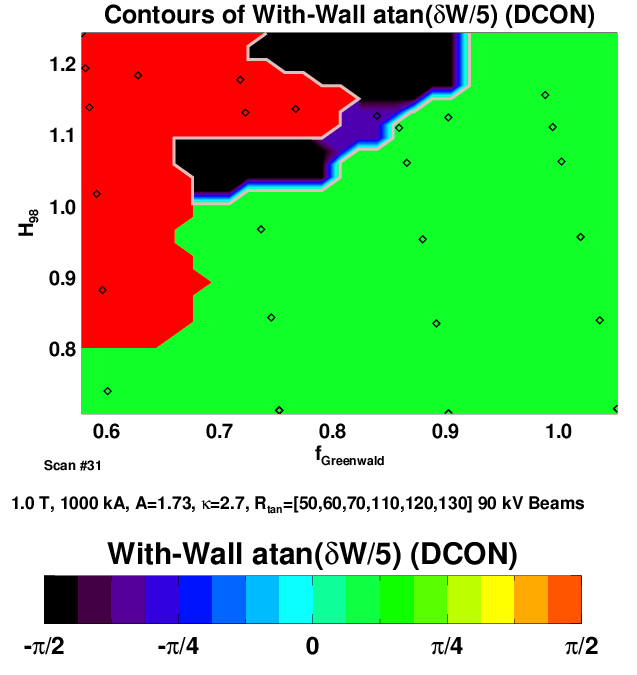 Contours of With-Wall atan(δW/5) (DCON)
1.2
1.1
1.0
0.9
0.8
H98
0.6 0.7 0.8 0.9 1.0
fGreenwald
Scan #31
1.0 T, 1000 kA, A=1.73, κ=2.7, Rtan=[50,60,70,110,120,130] 90 kV Beams
With-Wall atan(δW/5) (DCON)
-π/2 -π/4 0 π/4 π/2